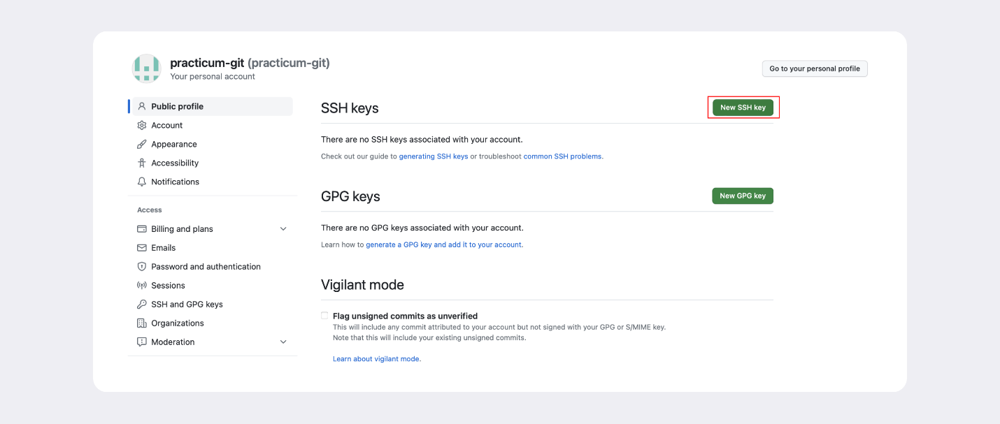 practicum-git (practicum-git)
Your personal account
Go to your personal profile
Public profile
Account
Appearance
Accessibility
Notifications
Access
Billing and plans
Emails
Password and authentication
Sessions
SSH and GPG keys
Organizations
Moderation
SSH keys
New SSH key
There are no SSH keys associated with your account.
Check out our guide to generating SSH keys or troubleshoot common SSH problems.
GPG keys
New GPG key
There are no GPG keys associated with your account.
Learn how to generate a GPG key and add it to your account.
Vigilant mode
Flag unsigned commits as unverified
This will include any commit attributed to your account but not signed with your GPG or S/MIME key.
Note that this will include your existing unsigned commits.
Learn about vigilant mode.